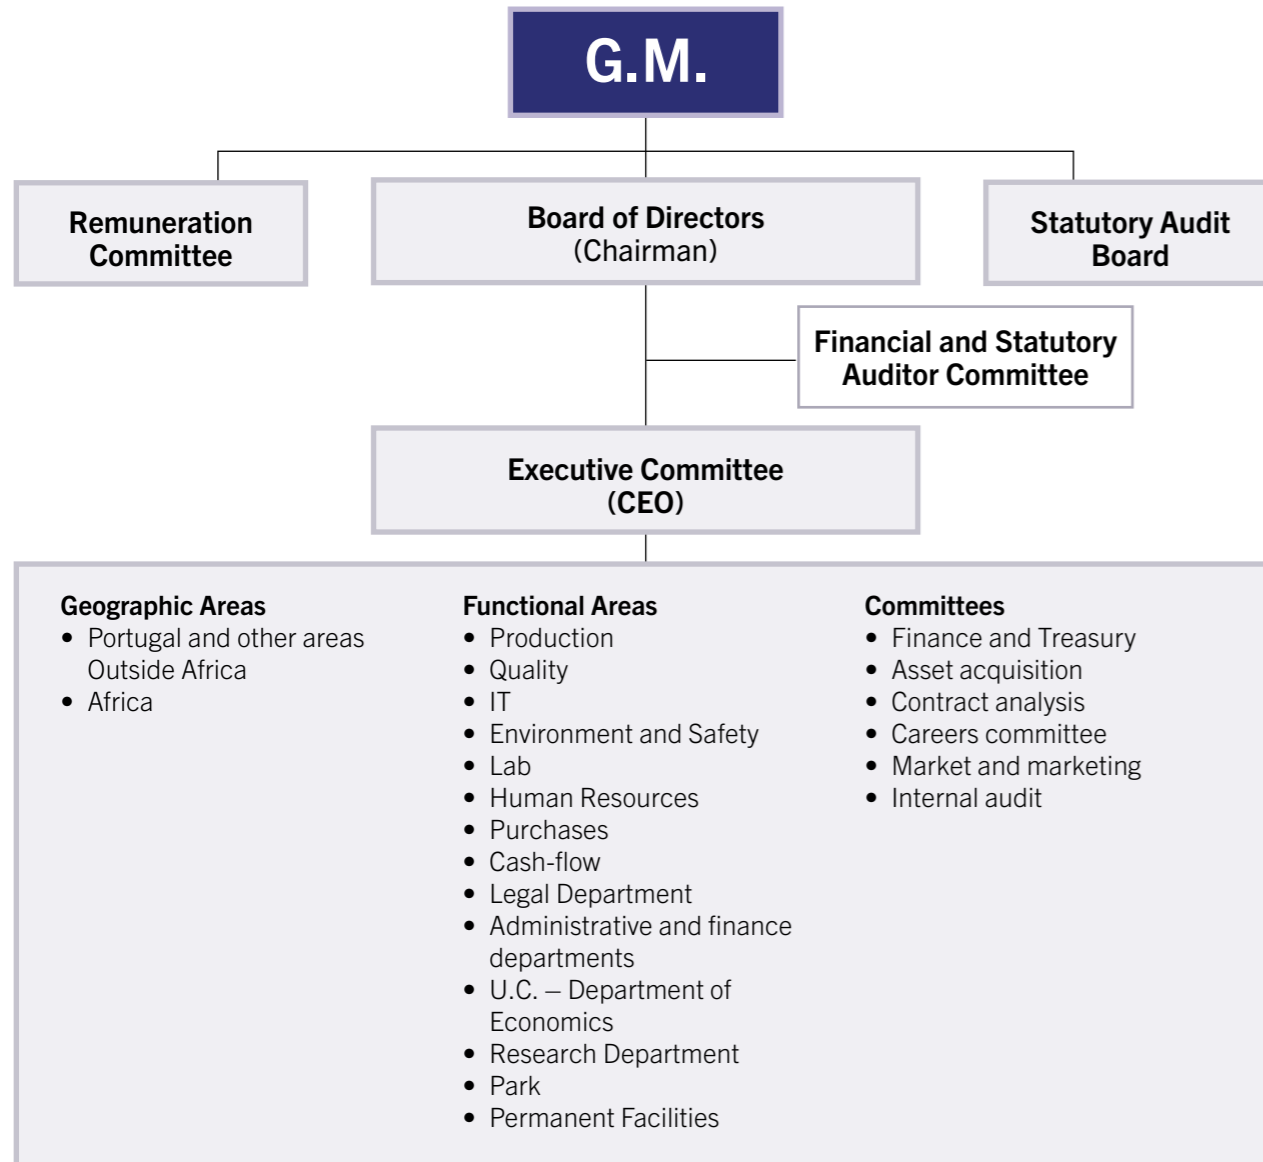 G.M.
Remuneration
Committee
Board of Directors
(Chairman)
Statutory Audit
Board
Financial and Statutory
Auditor Committee
Executive Committee
(CEO)
Geographic Areas
• Portugal and other areas
Outside Africa
• Africa
Functional Areas
• Production
• Quality
• IT
• Environment and Safety
• Lab
• Human Resources
• Purchases
• Cash-flow
• Legal Department
• Administrative and finance
departments
• U.C. – Department of
Economics
• Research Department
• Park
• Permanent Facilities
Committees
• Finance and Treasury
• Asset acquisition
• Contract analysis
• Careers committee
• Market and marketing
• Internal audit